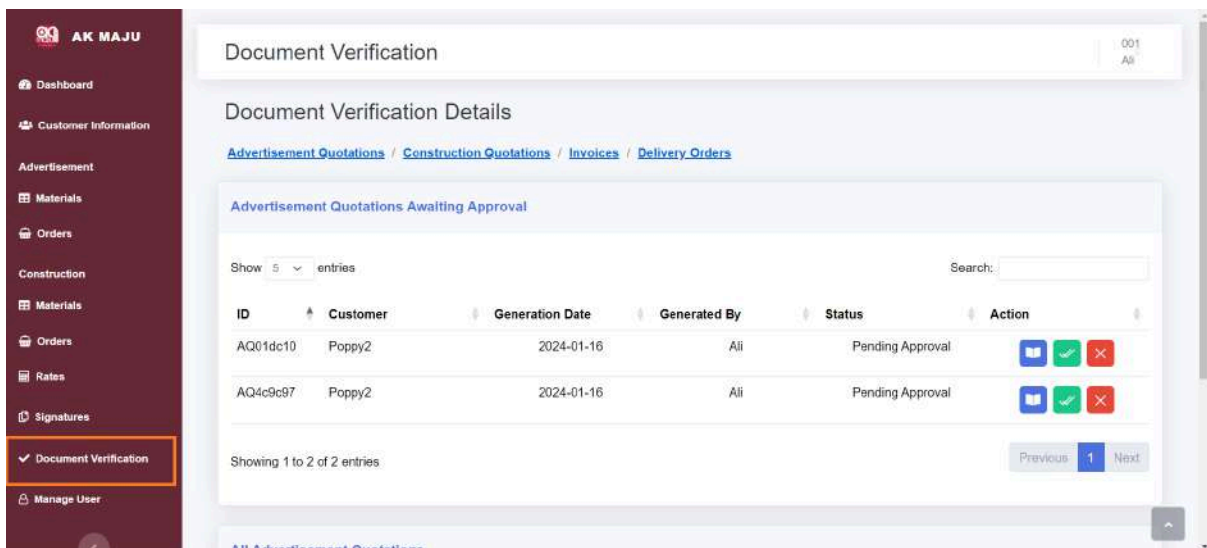 AK MAJU
Dashboard
Customer Information
Advertisement
Materials
Orders
Construction
Materials
Orders
Rates
Signatures
Document Verification
Manage User
Document Verification
001
Ali
Document Verification Details
Advertisement Quotations / Construction Quotations / Invoices / Delivery Orders
Advertisement Quotations Awaiting Approval
Show 5 entries
Search:
ID Customer Generation Date Generated By Status Action
AQ01dc10 Poppy2 2024-01-16 Ali Pending Approval
AQ4c9c97 Poppy2 2024-01-16 Ali Pending Approval
Showing 1 to 2 of 2 entries
Previous 1 Next
All Advertisement Quotations